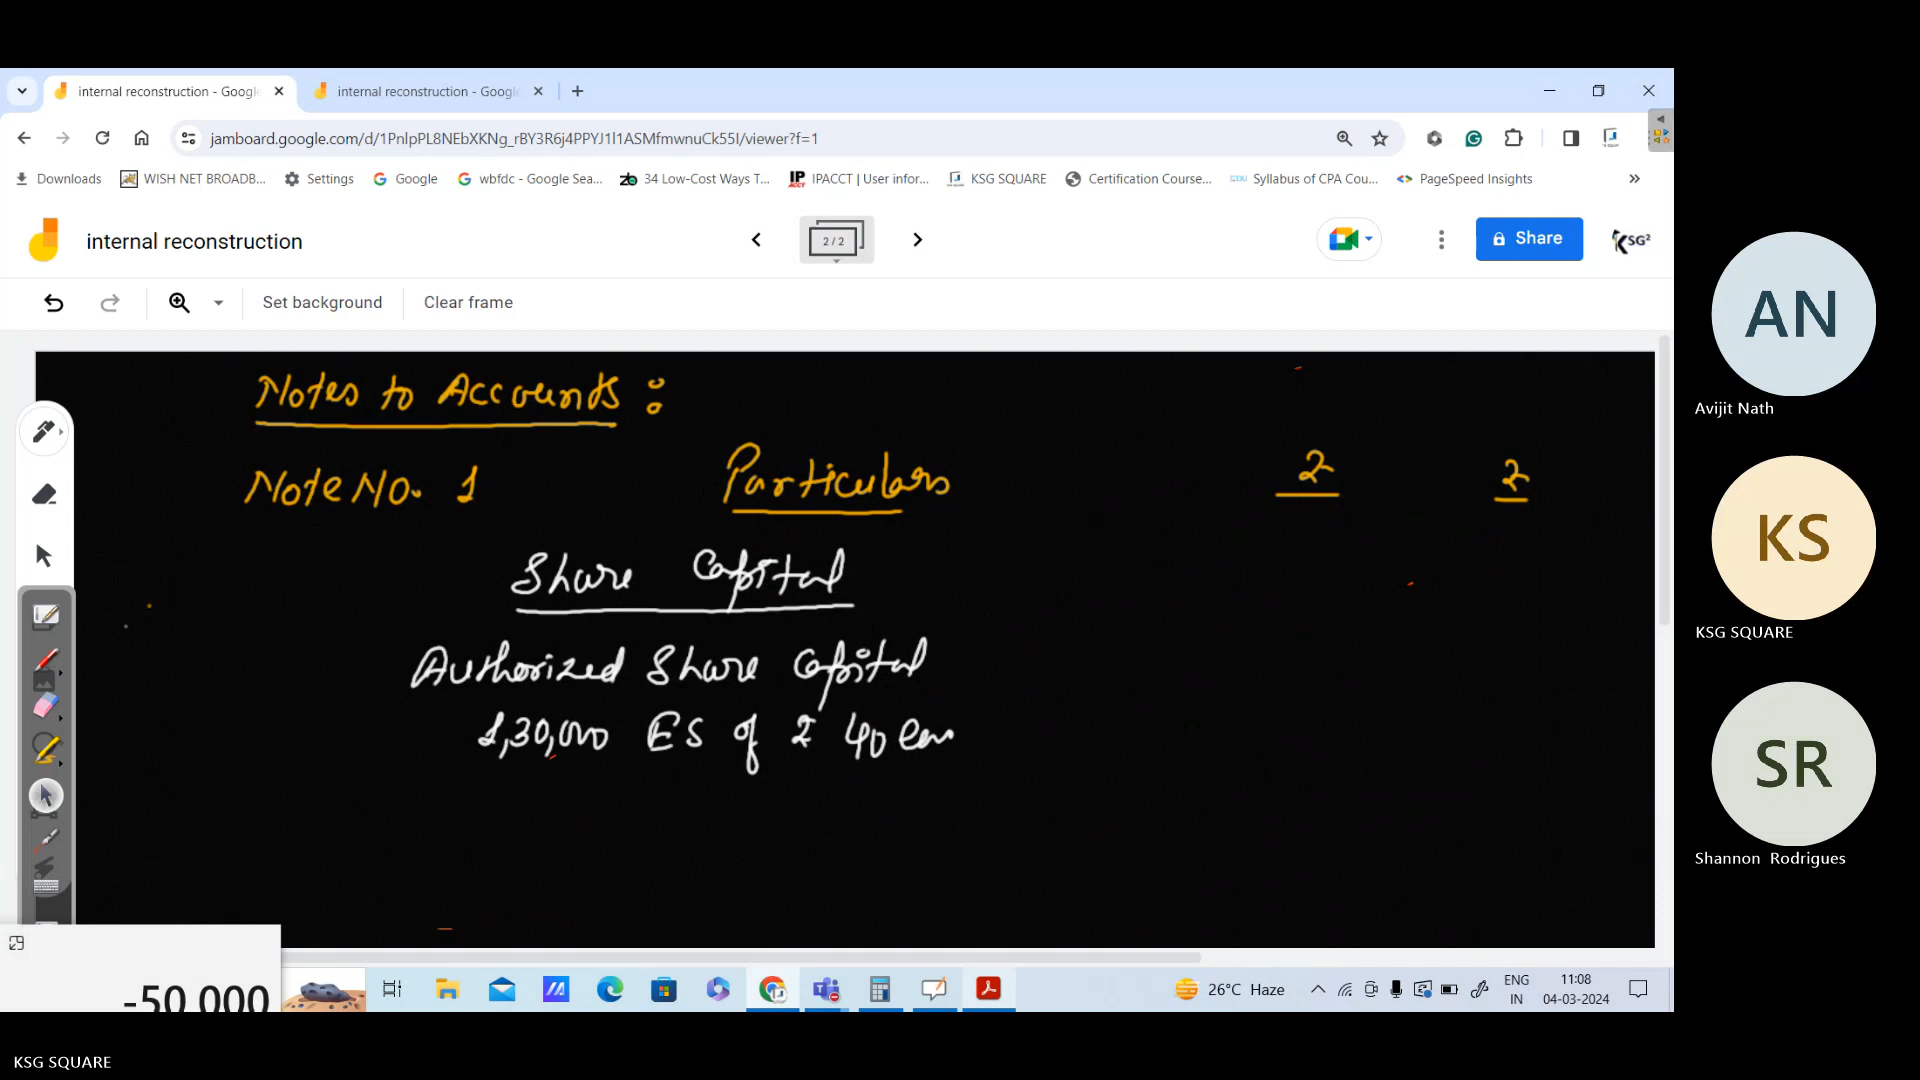 internal reconstruction - Google
internal reconstruction - Google
jamboard.google.com/d/1PnlpPL8NEbXKNg_rBY3R6j4PPYJ1l1ASMfmwnuCk55I/viewer?f=1
Downloads WISH NET BROADB... Settings Google wbfdc - Google Sea... 34 Low-Cost Ways T... IPACCT | User infor... KSG SQUARE Certification Course... Syllabus of CPA Cou... PageSpeed Insights
internal reconstruction
2 / 2
Share
KSG²
Set background Clear frame
Notes to Accounts :
Note No. 1 Particulars ₹ ₹
Share Capital
Authorized Share Capital
1,30,000 ES of ₹ 40 each
-50,000
26°C Haze
ENG
IN
11:08
04-03-2024
AN
Avijit Nath
KS
KSG SQUARE
SR
Shannon Rodrigues
KSG SQUARE